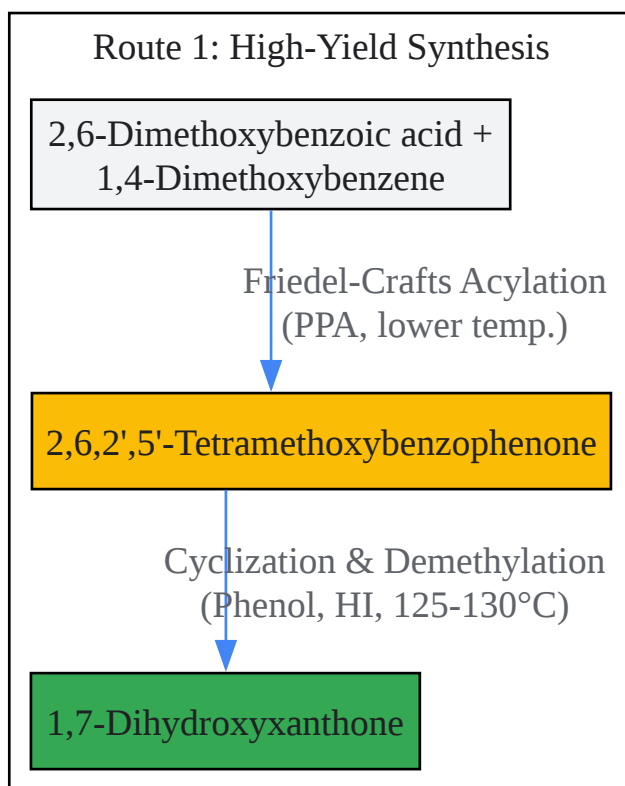 Route 1: High-Yield Synthesis
2,6-Dimethoxybenzoic acid +
1,4-Dimethoxybenzene
Friedel-Crafts Acylation
(PPA, lower temp.)
2,6,2',5'-Tetramethoxybenzophenone
Cyclization & Demethylation
(Phenol, HI, 125-130°C)
1,7-Dihydroxyxanthone